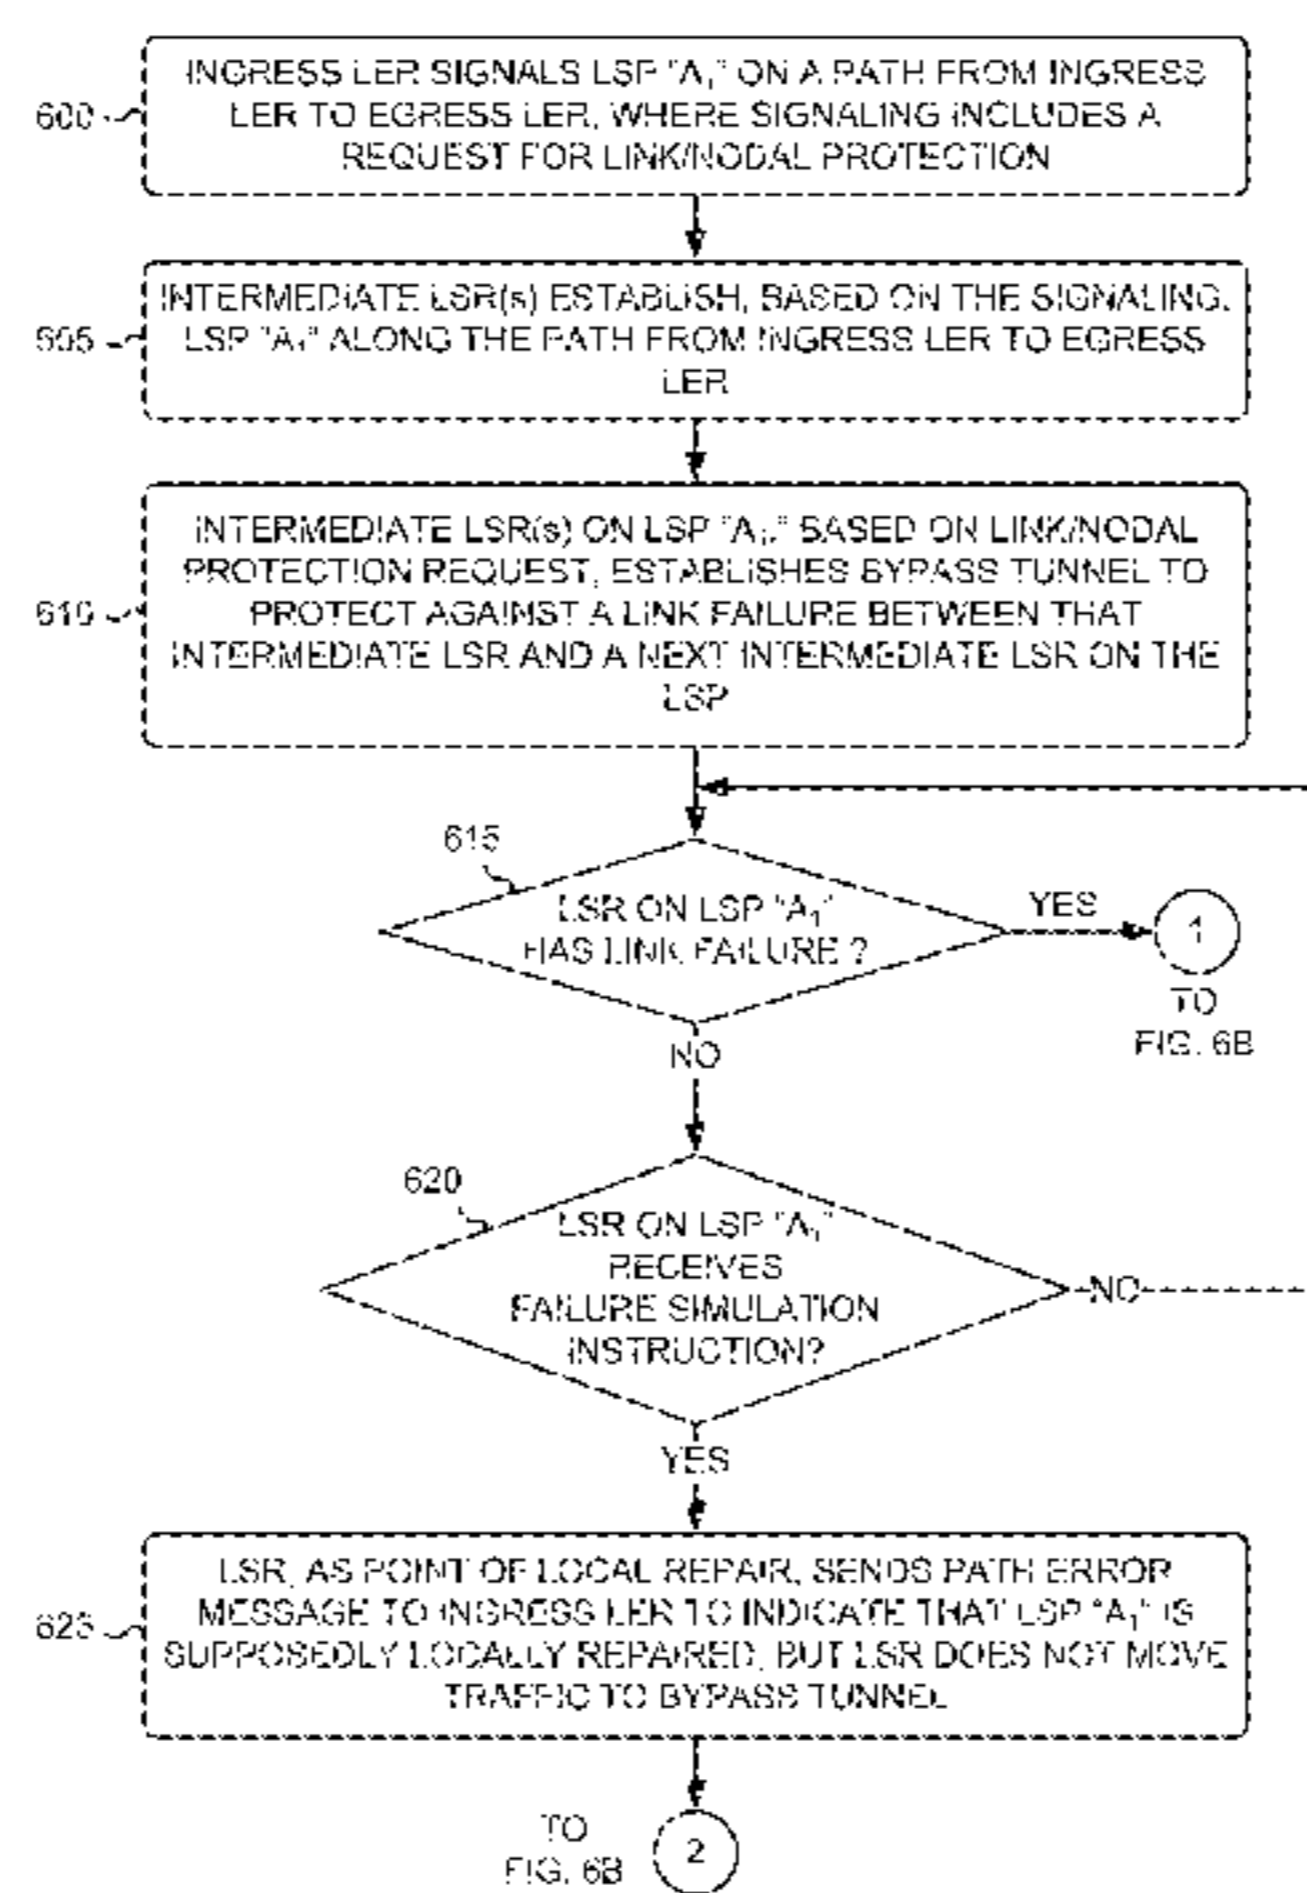 600
INGRESS LER SIGNALS LSP "A₁" ON A PATH FROM INGRESS
LER TO EGRESS LER, WHERE SIGNALING INCLUDES A
REQUEST FOR LINK/NODAL PROTECTION
605
INTERMEDIATE LSR(s) ESTABLISH, BASED ON THE SIGNALING,
LSP "A₁" ALONG THE PATH FROM INGRESS LER TO EGRESS
LER
610
INTERMEDIATE LSR(s) ON LSP "A₁," BASED ON LINK/NODAL
PROTECTION REQUEST, ESTABLISHES BYPASS TUNNEL TO
PROTECT AGAINST A LINK FAILURE BETWEEN THAT
INTERMEDIATE LSR AND A NEXT INTERMEDIATE LSR ON THE
LSP
615
LSR ON LSP "A₁"
HAS LINK FAILURE ?
YES
1
TO
FIG. 6B
NO
620
LSR ON LSP "A₁"
RECEIVES
FAILURE SIMULATION
INSTRUCTION?
NO
YES
625
LSR, AS POINT OF LOCAL REPAIR, SENDS PATH ERROR
MESSAGE TO INGRESS LER TO INDICATE THAT LSP "A₁" IS
SUPPOSEDLY LOCALLY REPAIRED, BUT LSR DOES NOT MOVE
TRAFFIC TO BYPASS TUNNEL
TO
FIG. 6B
2